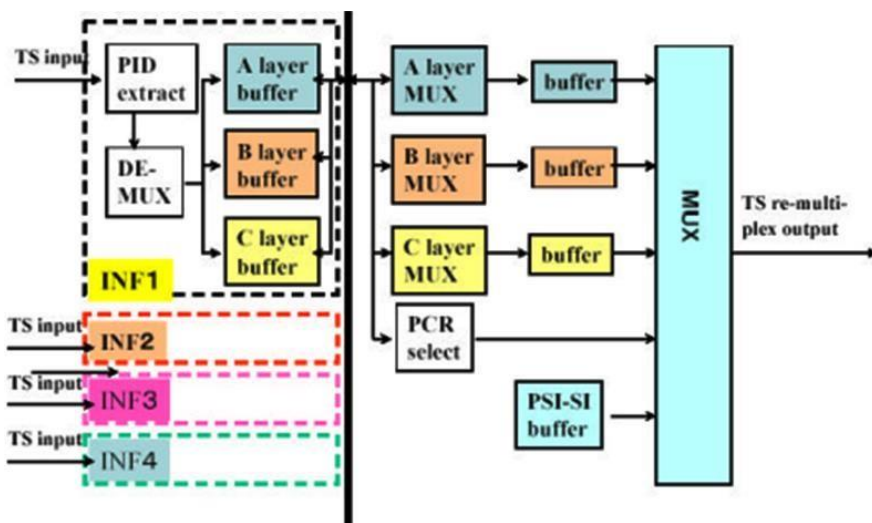 TS input
PID
extract
DE-
MUX
A layer
buffer
B layer
buffer
C layer
buffer
INF1
TS input
INF2
TS input
INF3
TS input
INF4
A layer
MUX
buffer
B layer
MUX
buffer
C layer
MUX
buffer
PCR
select
PSI-SI
buffer
MUX
TS re-multi-
plex output